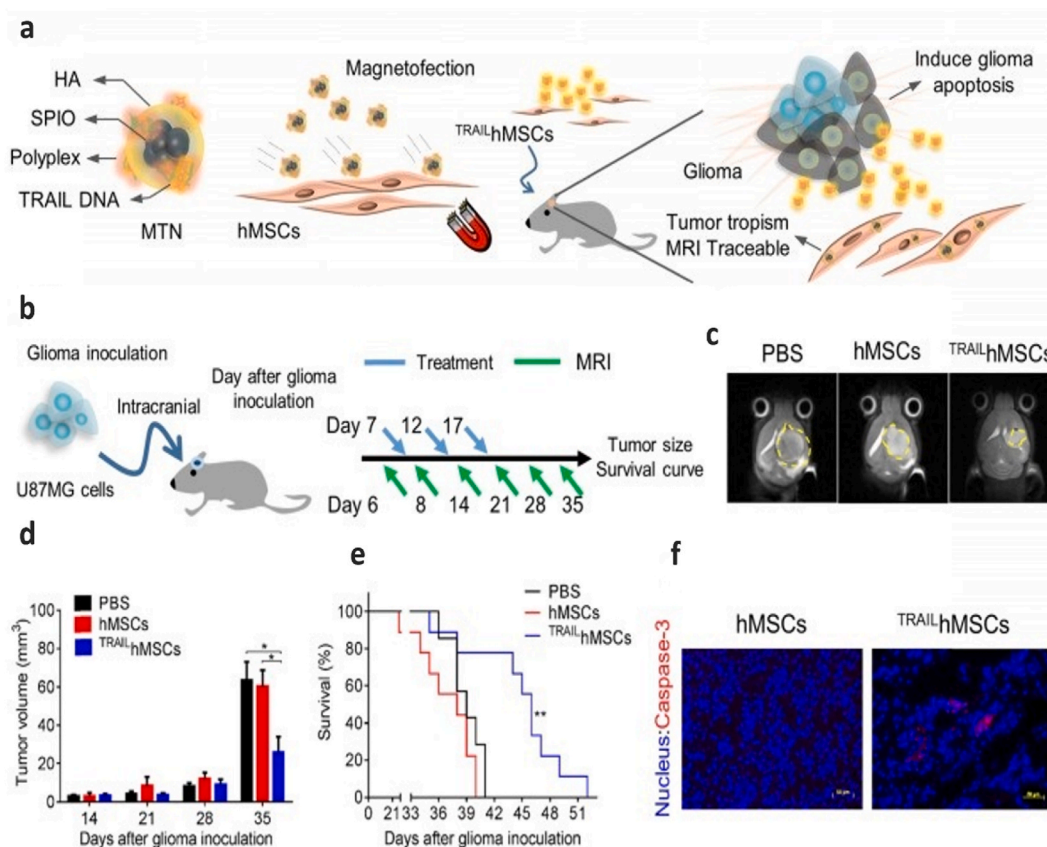 a
HA
SPIO
Polyplex
TRAIL DNA
MTN
Magnetofection
hMSCs
TRAILhMSCs
Glioma
Induce glioma
apoptosis
Tumor tropism
MRI Traceable
b
Glioma inoculation
Intracranial
U87MG cells
Day after glioma
inoculation
Treatment
MRI
Day 7 12 17
Day 6 8 14 21 28 35
Tumor size
Survival curve
c
PBS
hMSCs
TRAILhMSCs
d
PBS
hMSCs
TRAILhMSCs
Tumor volume (mm3)
100
80
60
40
20
0
*
*
14 21 28 35
Days after glioma inoculation
e
PBS
hMSCs
TRAILhMSCs
Survival (%)
100
80
60
40
20
0
**
0 21 33 36 39 42 45 48 51
Days after glioma inoculation
f
hMSCs
TRAILhMSCs
Nucleus:Caspase-3